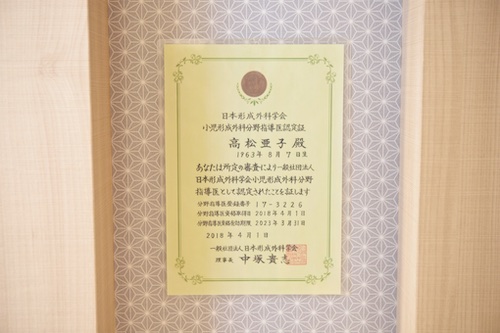 日本形成外科学会
小児形成外科分野指導医認定証
高松亜子殿
1963年8月7日生
あなたは所定の審査により一般社団法人
日本形成外科学会小児形成外科分野
指導医として認定されたことを証します
分野指導医登録番号 17-3226
分野指導医資格取得日 2018年4月1日
分野指導医資格有効期限 2023年3月31日
2018年4月1日
一般社団法人日本形成外科学会
理事長 中塚貴志